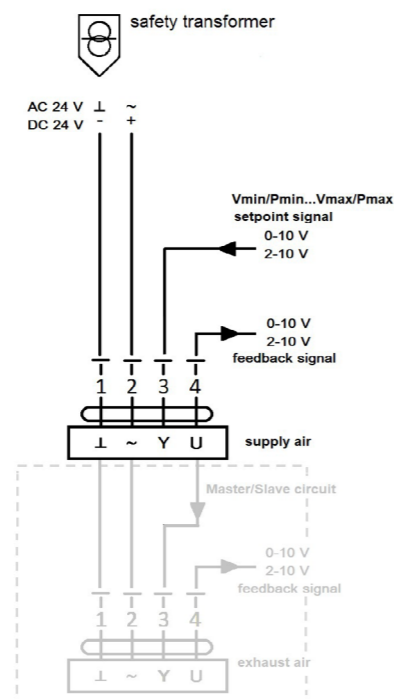 safety transformer
AC 24 V ⊥ ~
DC 24 V - +
Vmin/Pmin...Vmax/Pmax
setpoint signal
0-10 V
2-10 V
0-10 V
2-10 V
feedback signal
1 2 3 4
⊥ ~ Y U supply air
Master/Slave circuit
0-10 V
2-10 V
feedback signal
1 2 3 4
⊥ ~ Y U exhaust air